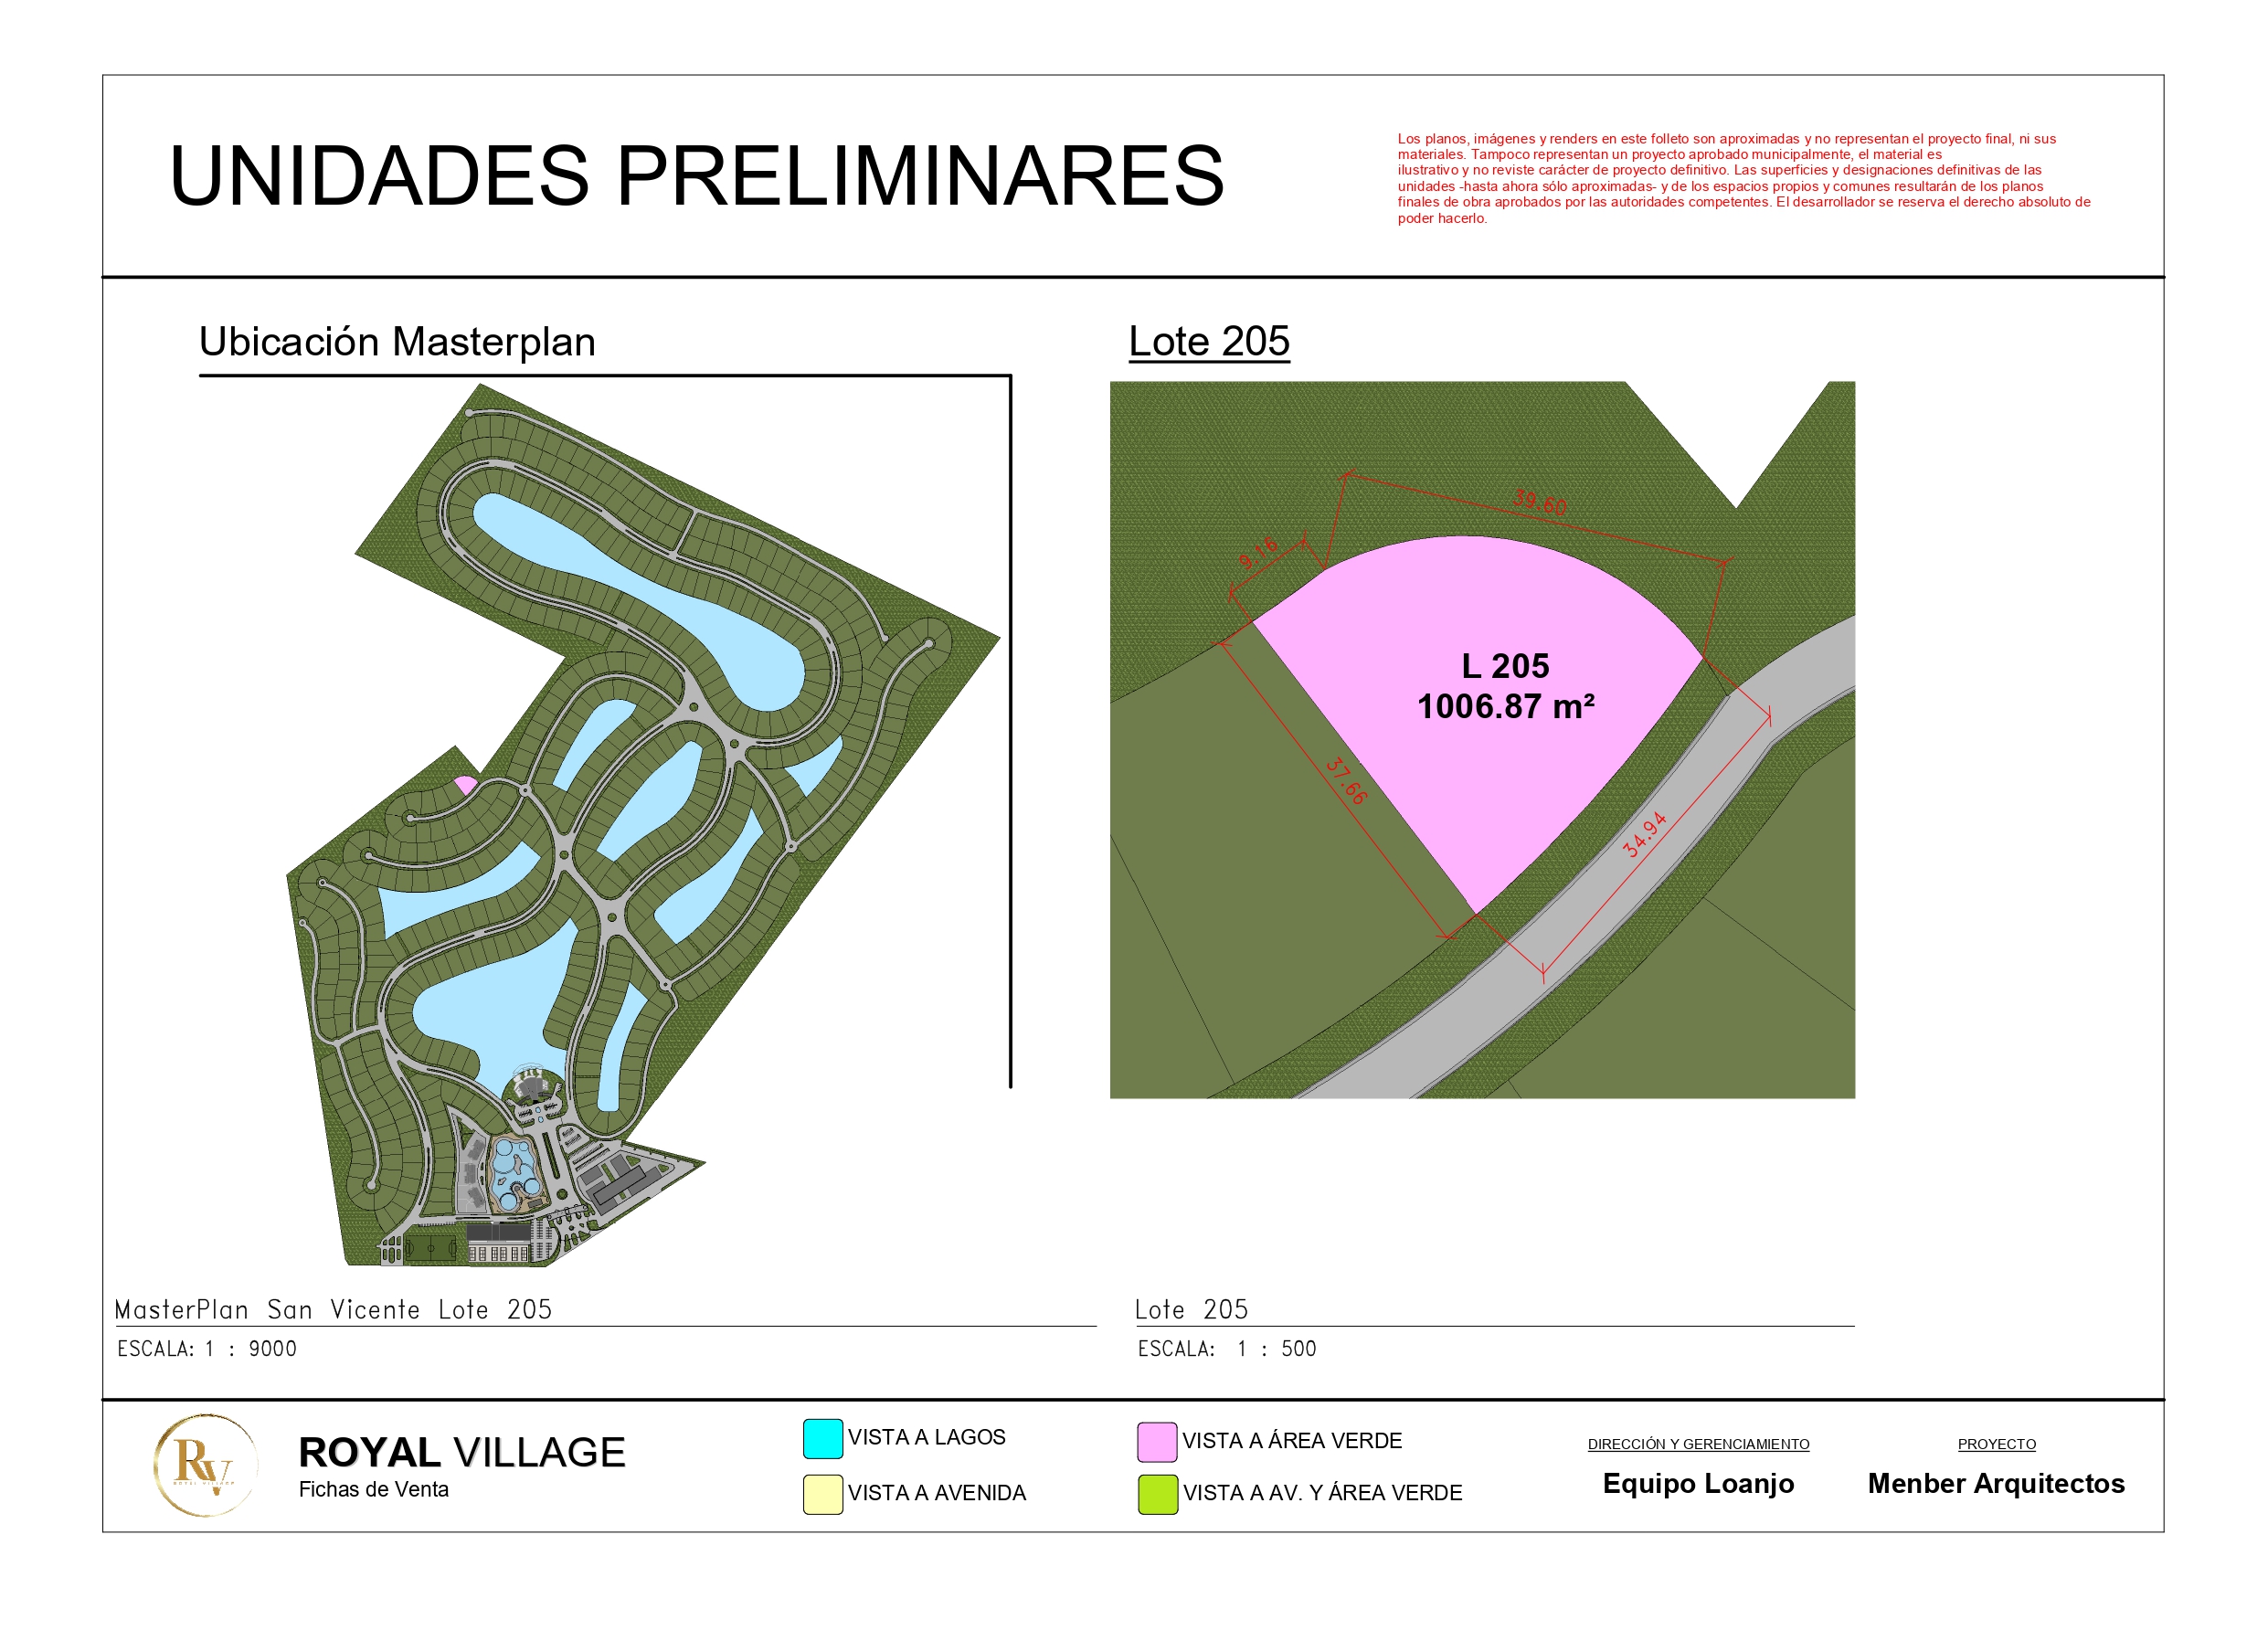 UNIDADES PRELIMINARES
Los planos, imágenes y renders en este folleto son aproximadas y no representan el proyecto final, ni sus
materiales. Tampoco representan un proyecto aprobado municipalmente, el material es
ilustrativo y no reviste carácter de proyecto definitivo. Las superficies y designaciones definitivas de las
unidades -hasta ahora sólo aproximadas- y de los espacios propios y comunes resultarán de los planos
finales de obra aprobados por las autoridades competentes. El desarrollador se reserva el derecho absoluto de
poder hacerlo.
Ubicación Masterplan
Lote 205
39.60
9.16
L 205
1006.87 m²
37.66
34.94
MasterPlan San Vicente Lote 205
ESCALA: 1 : 9000
Lote 205
ESCALA: 1 : 500
RV
ROYAL VILLAGE
ROYAL VILLAGE
Fichas de Venta
VISTA A LAGOS
VISTA A AVENIDA
VISTA A ÁREA VERDE
VISTA A AV. Y ÁREA VERDE
DIRECCIÓN Y GERENCIAMIENTO
Equipo Loanjo
PROYECTO
Menber Arquitectos